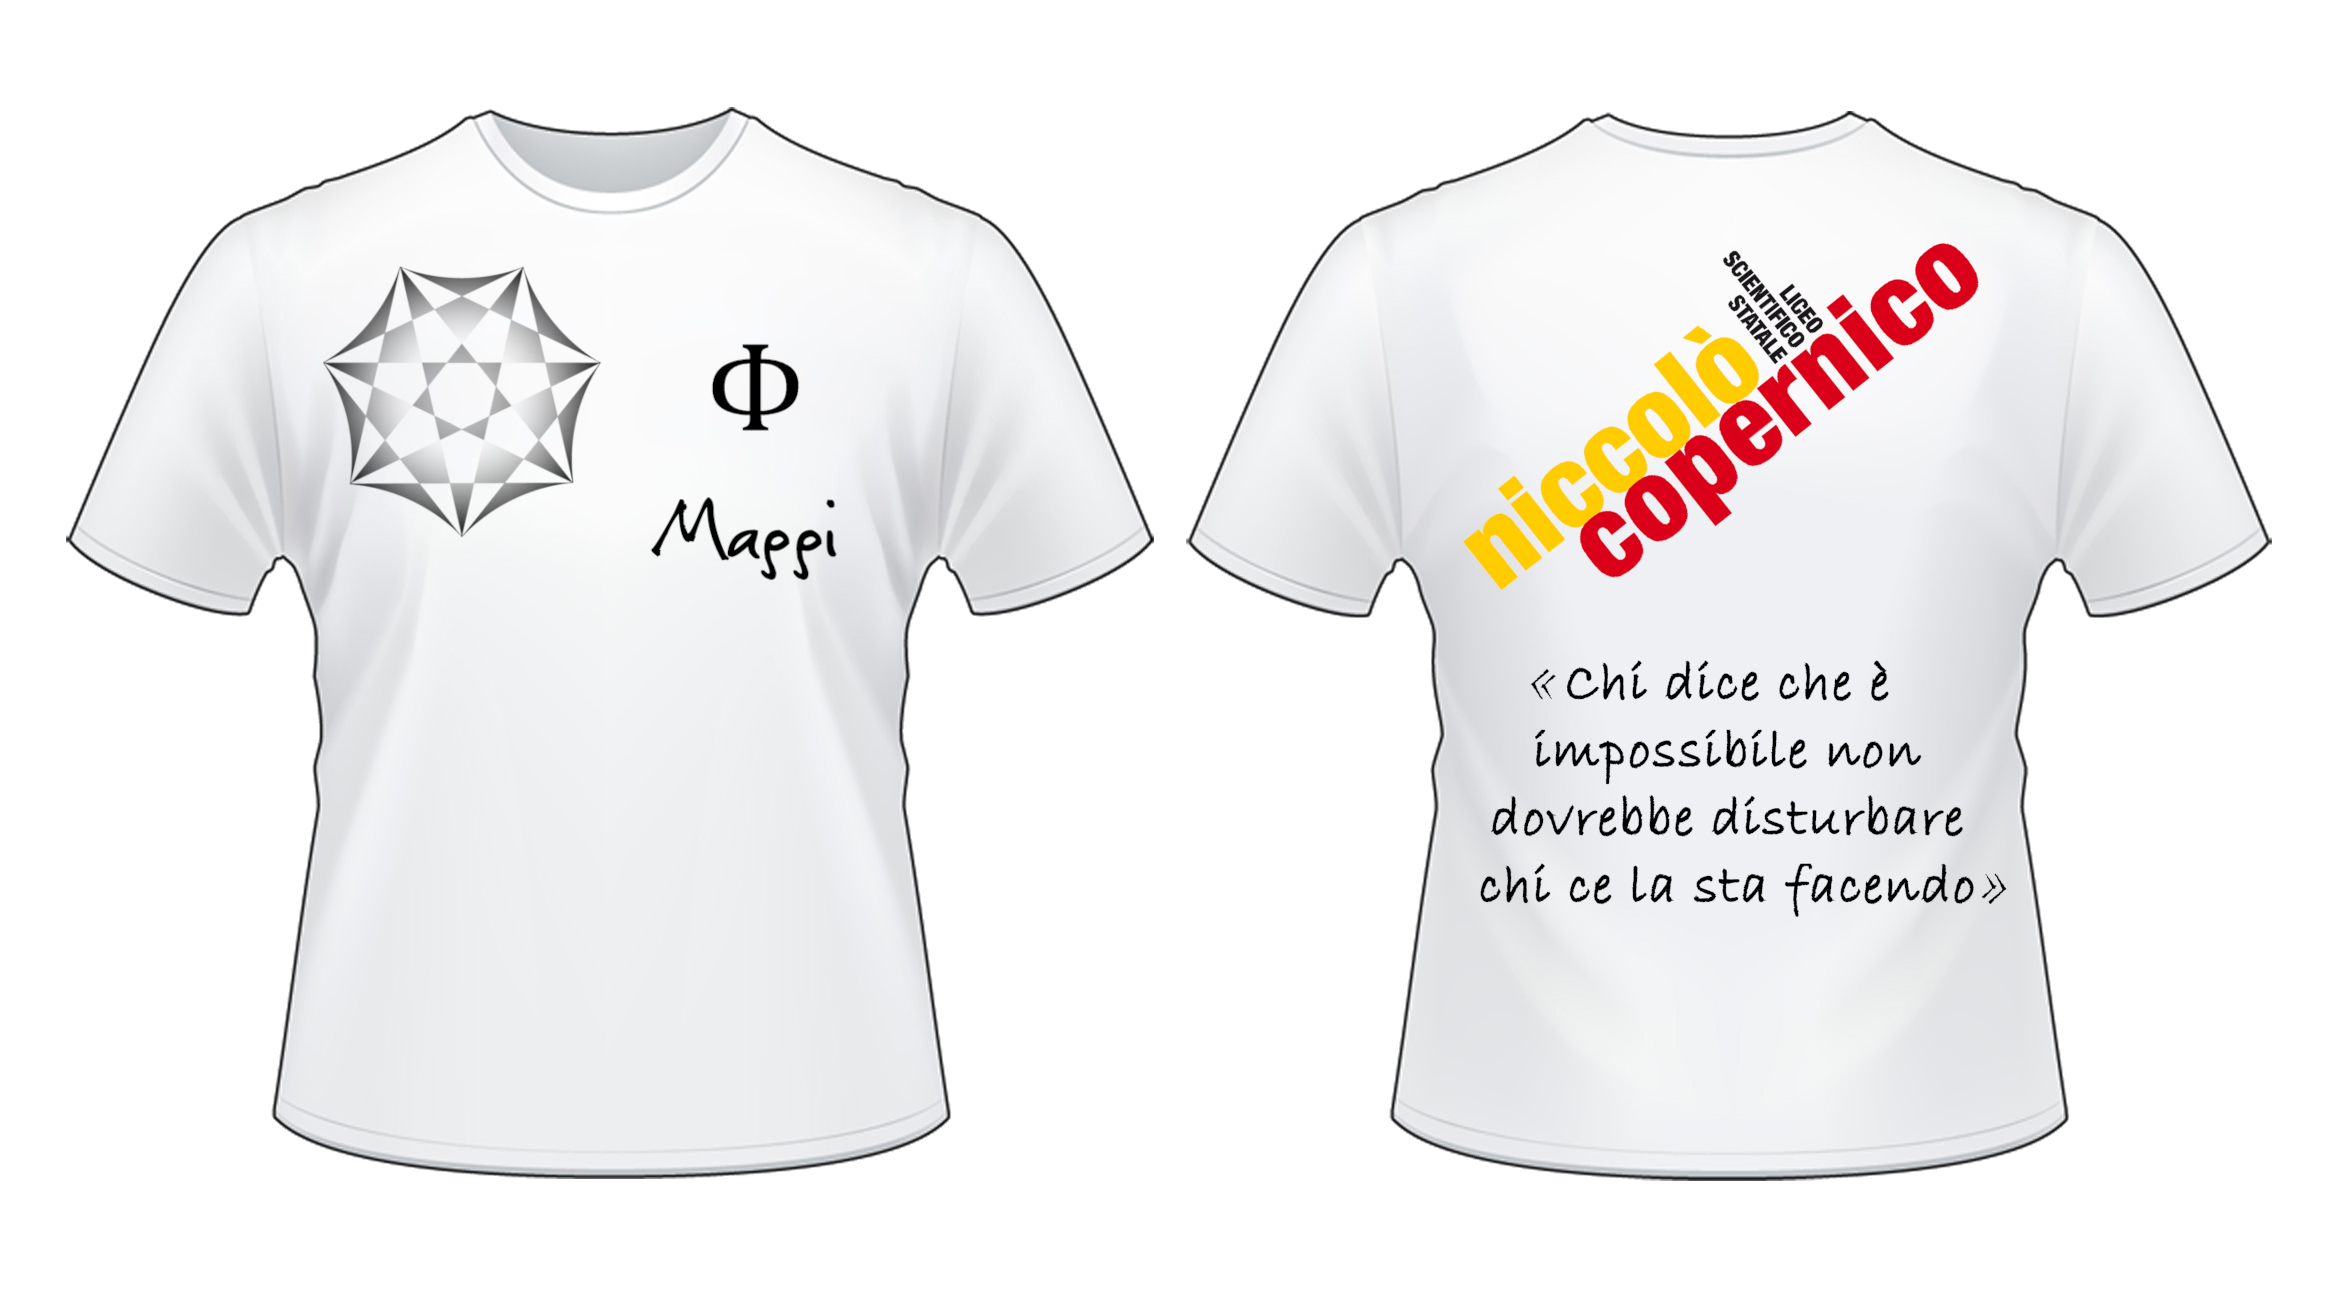 Φ
Maggi
LICEO
SCIENTIFICO
STATALE
niccolò
copernico
«Chi dice che è
impossibile non
dovrebbe disturbare
chi ce la sta facendo»